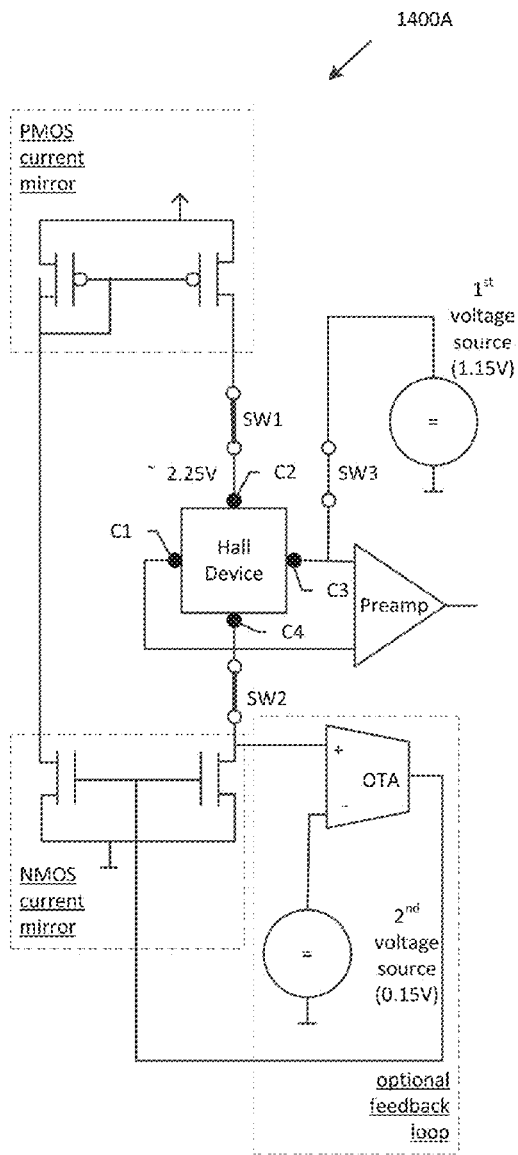 1400A
PMOS
current
mirror
1st
voltage
source
(1.15V)
=
SW1
SW3
~ 2.25V
C2
C1
Hall
Device
C3
Preamp
C4
SW2
+
OTA
-
NMOS
current
mirror
=
2nd
voltage
source
(0.15V)
optional
feedback
loop